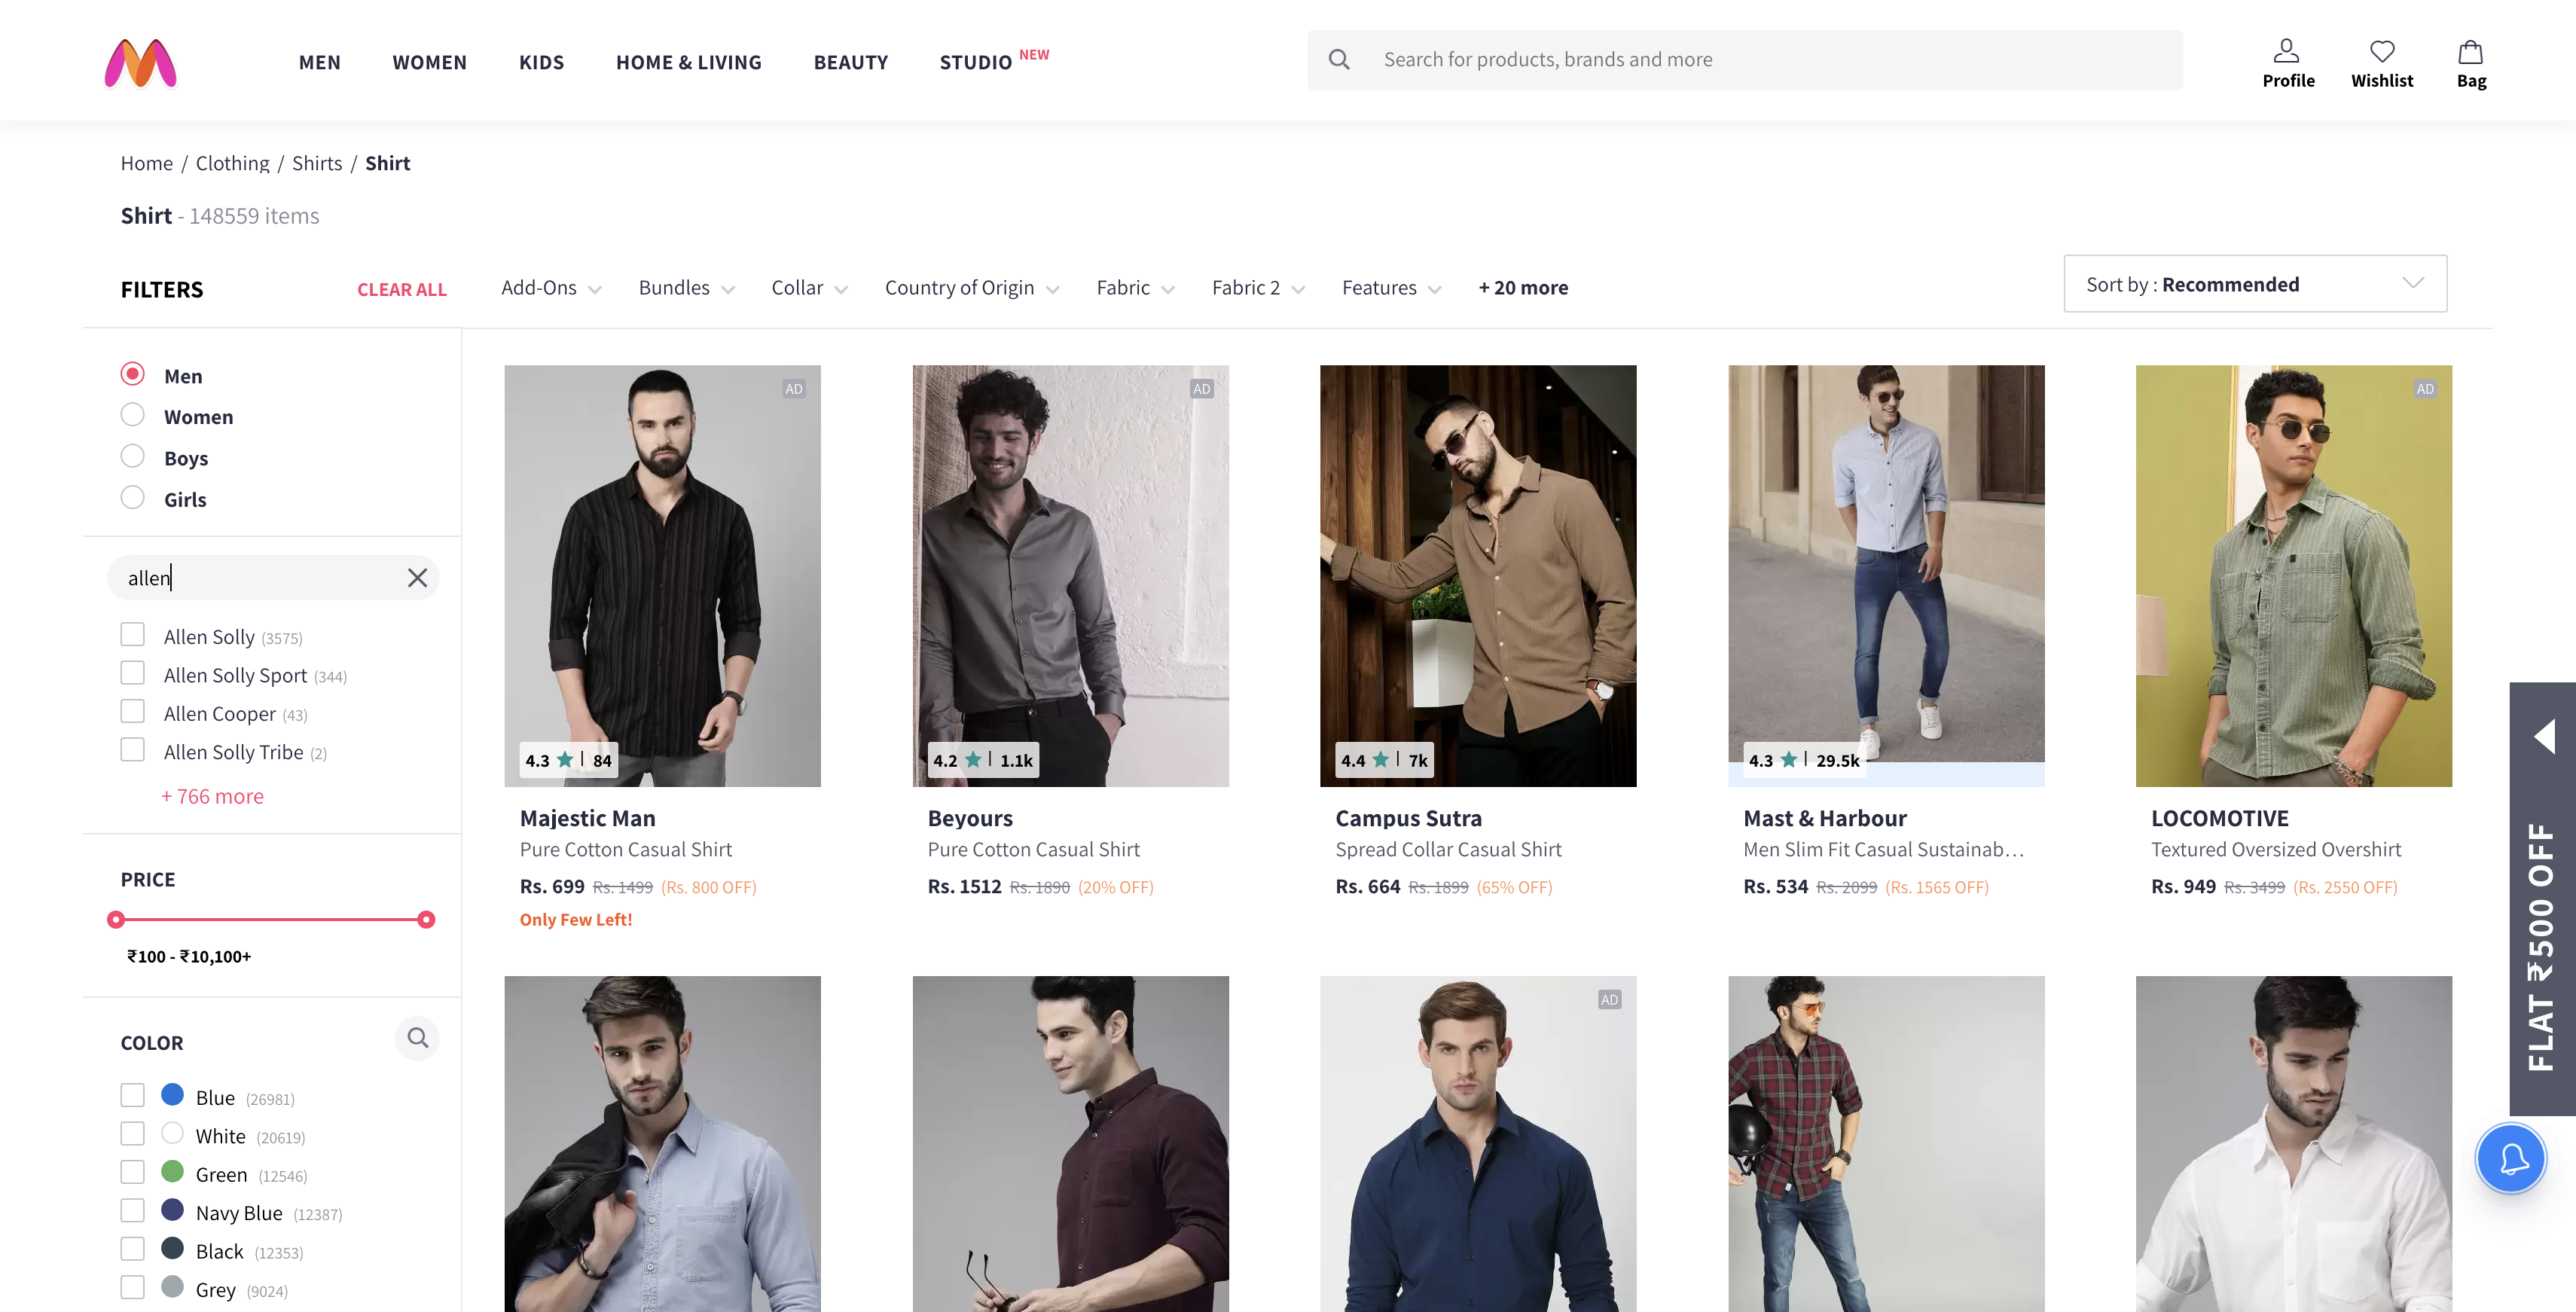 MEN WOMEN KIDS HOME & LIVING BEAUTY STUDIO NEW
Search for products, brands and more
Profile Wishlist Bag
Home / Clothing / Shirts / Shirt
Shirt - 148559 items
FILTERS CLEAR ALL
Add-Ons Bundles Collar Country of Origin Fabric Fabric 2 Features + 20 more
Sort by : Recommended
Men
Women
Boys
Girls
allen
Allen Solly (3575)
Allen Solly Sport (344)
Allen Cooper (43)
Allen Solly Tribe (2)
+ 766 more
PRICE
₹100 - ₹10,100+
COLOR
Blue (26981)
White (20619)
Green (12546)
Navy Blue (12387)
Black (12353)
Grey (9024)
AD
4.3 | 84
Majestic Man
Pure Cotton Casual Shirt
Rs. 699 Rs. 1499 (Rs. 800 OFF)
Only Few Left!
AD
4.2 | 1.1k
Beyours
Pure Cotton Casual Shirt
Rs. 1512 Rs. 1890 (20% OFF)
4.4 | 7k
Campus Sutra
Spread Collar Casual Shirt
Rs. 664 Rs. 1899 (65% OFF)
4.3 | 29.5k
Mast & Harbour
Men Slim Fit Casual Sustainab...
Rs. 534 Rs. 2099 (Rs. 1565 OFF)
AD
LOCOMOTIVE
Textured Oversized Overshirt
Rs. 949 Rs. 3499 (Rs. 2550 OFF)
AD
FLAT ₹500 OFF